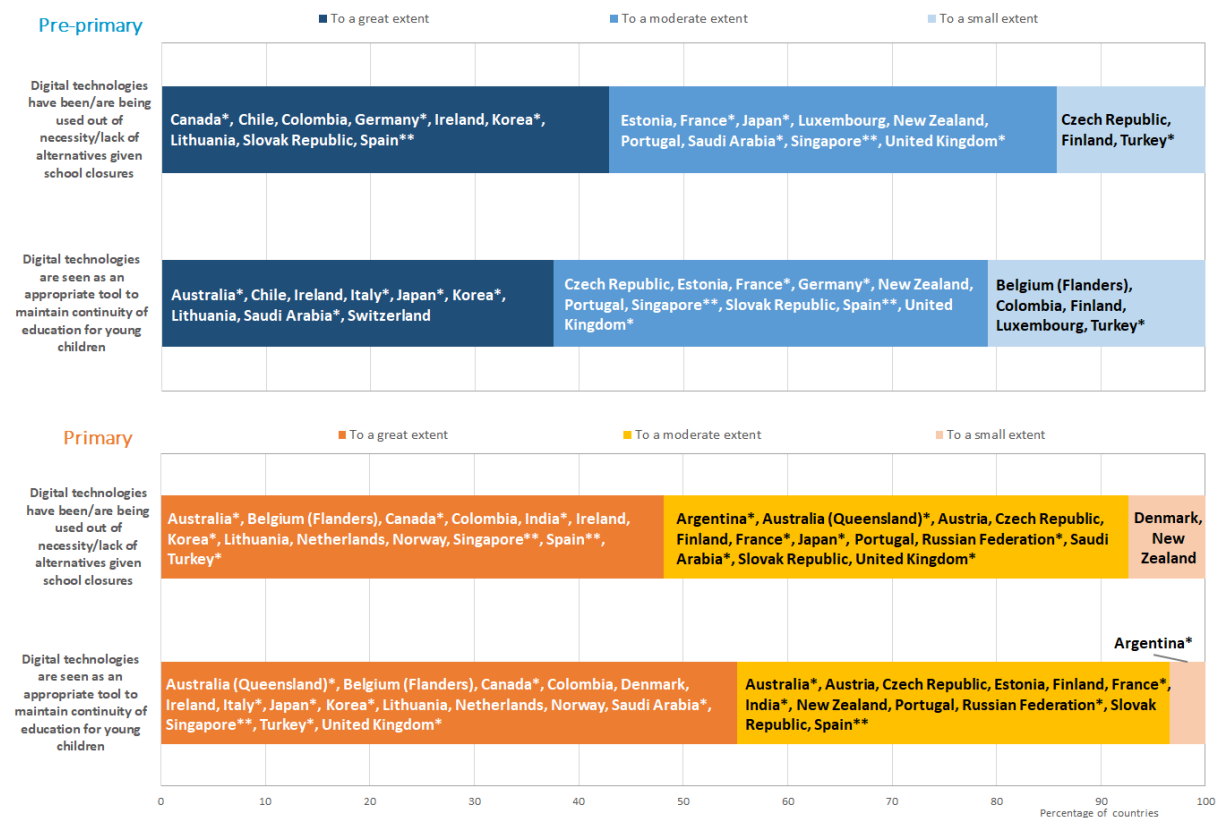 Pre-primary
To a great extent
To a moderate extent
To a small extent
Digital technologies
have been/are being
used out of
necessity/lack of
alternatives given
school closures
Canada*, Chile, Colombia, Germany*, Ireland, Korea*,
Lithuania, Slovak Republic, Spain**
Estonia, France*, Japan*, Luxembourg, New Zealand,
Portugal, Saudi Arabia*, Singapore**, United Kingdom*
Czech Republic,
Finland, Turkey*
Digital technologies
are seen as an
appropriate tool to
maintain continuity of
education for young
children
Australia*, Chile, Ireland, Italy*, Japan*, Korea*,
Lithuania, Saudi Arabia*, Switzerland
Czech Republic, Estonia, France*, Germany*, New Zealand,
Portugal, Singapore**, Slovak Republic, Spain**, United
Kingdom*
Belgium (Flanders),
Colombia, Finland,
Luxembourg, Turkey*
Primary
To a great extent
To a moderate extent
To a small extent
Digital technologies
have been/are being
used out of
necessity/lack of
alternatives given
school closures
Australia*, Belgium (Flanders), Canada*, Colombia, India*, Ireland,
Korea*, Lithuania, Netherlands, Norway, Singapore**, Spain**,
Turkey*
Argentina*, Australia (Queensland)*, Austria, Czech Republic,
Finland, France*, Japan*, Portugal, Russian Federation*, Saudi
Arabia*, Slovak Republic, United Kingdom*
Denmark,
New
Zealand
Digital technologies
are seen as an
appropriate tool to
maintain continuity of
education for young
children
Australia (Queensland)*, Belgium (Flanders), Canada*, Colombia, Denmark,
Ireland, Italy*, Japan*, Korea*, Lithuania, Netherlands, Norway, Saudi Arabia*,
Singapore**, Turkey*, United Kingdom*
Australia*, Austria, Czech Republic, Estonia, Finland, France*,
India*, New Zealand, Portugal, Russian Federation*, Slovak
Republic, Spain**
Argentina*
0 10 20 30 40 50 60 70 80 90 100
Percentage of countries